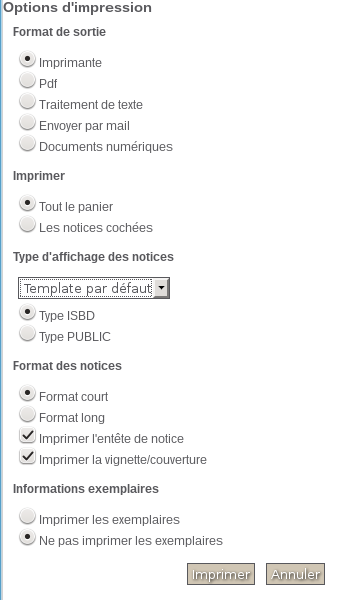 Options d'impression
Format de sortie
Imprimante
Pdf
Traitement de texte
Envoyer par mail
Documents numériques
Imprimer
Tout le panier
Les notices cochées
Type d'affichage des notices
Template par défaut
Type ISBD
Type PUBLIC
Format des notices
Format court
Format long
Imprimer l'entête de notice
Imprimer la vignette/couverture
Informations exemplaires
Imprimer les exemplaires
Ne pas imprimer les exemplaires
Imprimer Annuler